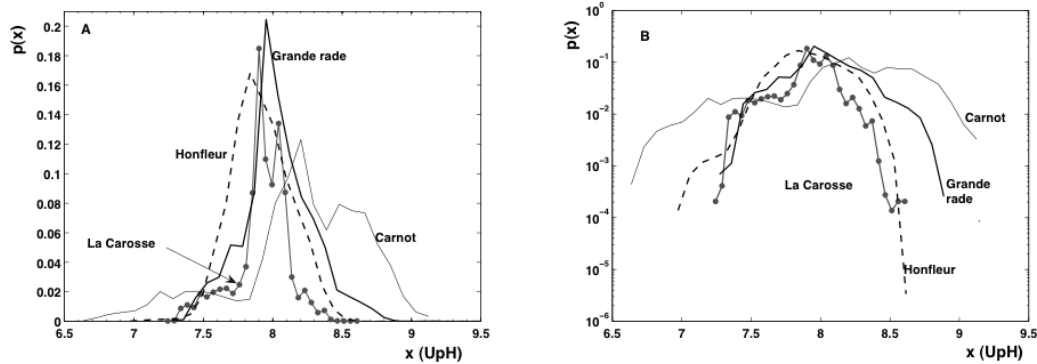 A
p(x)
0.2
0.18
0.16
0.14
0.12
0.1
0.08
0.06
0.04
0.02
0
Grande rade
Honfleur
La Carosse
Carnot
6.5 7 7.5 8 8.5 9 9.5
x (UpH)
B
p(x)
10^0
10^-1
10^-2
10^-3
10^-4
10^-5
10^-6
Carnot
La Carosse
Grande
rade
Honfleur
6.5 7 7.5 8 8.5 9 9.5
x (UpH)